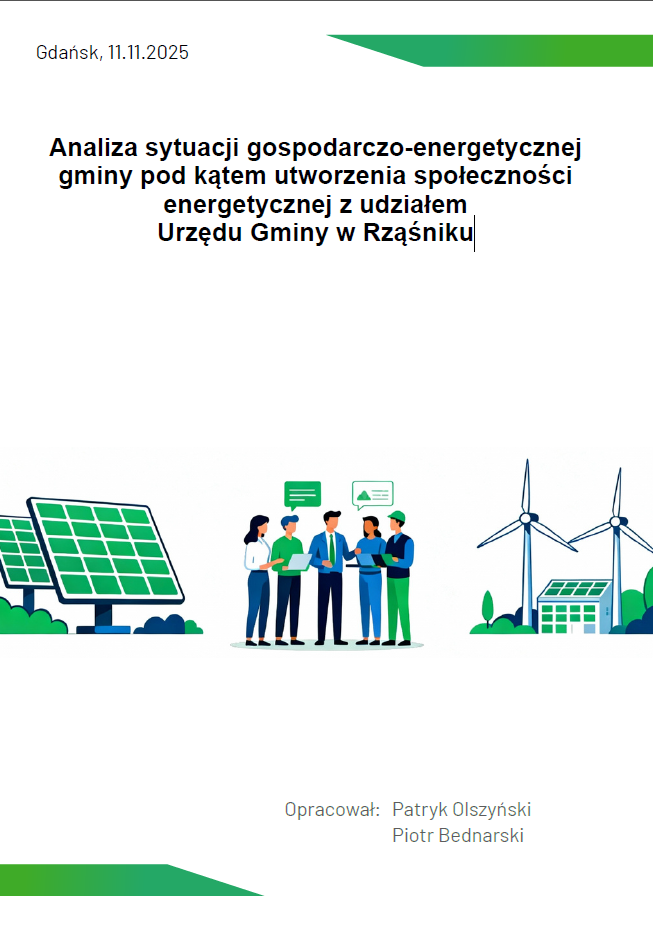 Gdańsk, 11.11.2025
Analiza sytuacji gospodarczo-energetycznej
gminy pod kątem utworzenia społeczności
energetycznej z udziałem
Urzędu Gminy w Rząśniku
Opracował: Patryk Olszyński
Piotr Bednarski